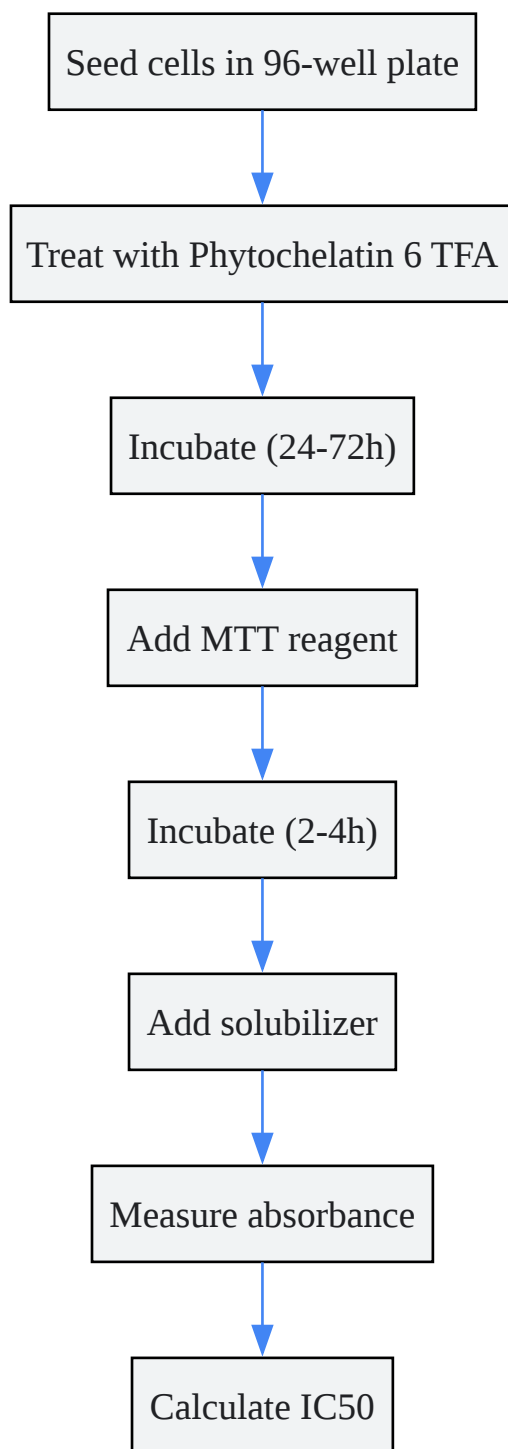 Seed cells in 96-well plate
Treat with Phytochelatin 6 TFA
Incubate (24-72h)
Add MTT reagent
Incubate (2-4h)
Add solubilizer
Measure absorbance
Calculate IC50